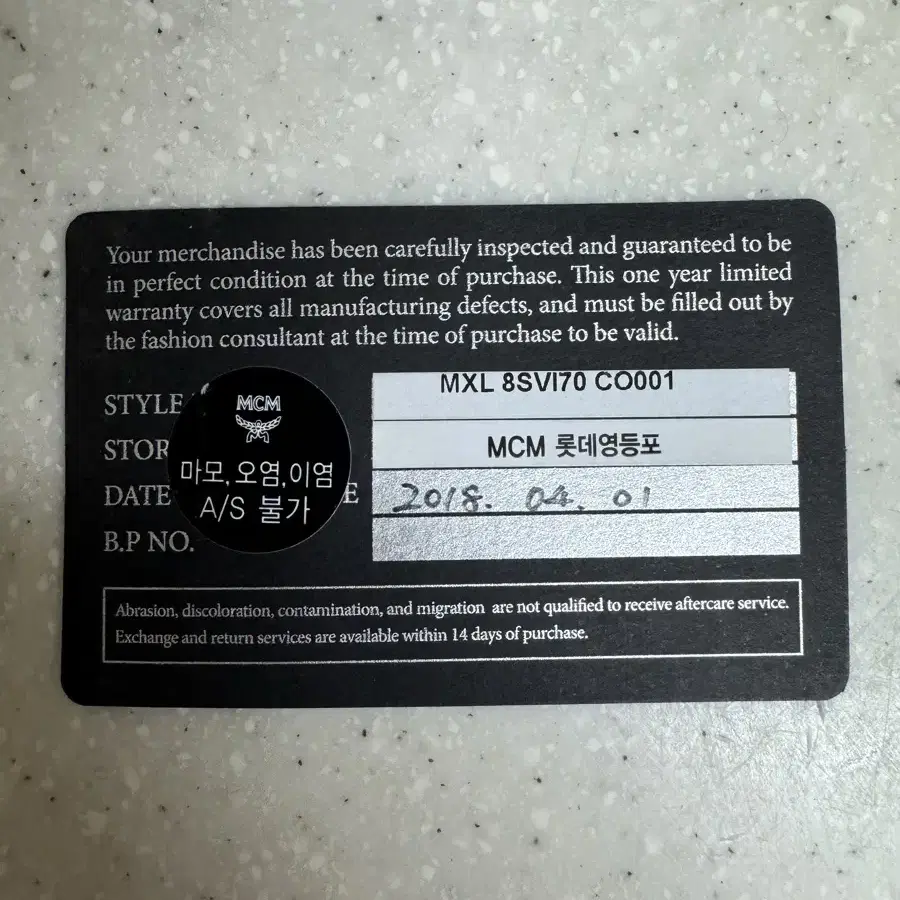 Your merchandise has been carefully inspected and guaranteed to be
in perfect condition at the time of purchase. This one year limited
warranty covers all manufacturing defects, and must be filled out by
the fashion consultant at the time of purchase to be valid.
STYLE MXL 8SVI70 CO001
MCM 롯데영등포
DATE 2018. 04. 01
B.P NO.
MCM
마모,오염,이염
A/S 불가
Abrasion, discoloration, contamination, and migration are not qualified to receive aftercare service.
Exchange and return services are available within 14 days of purchase.